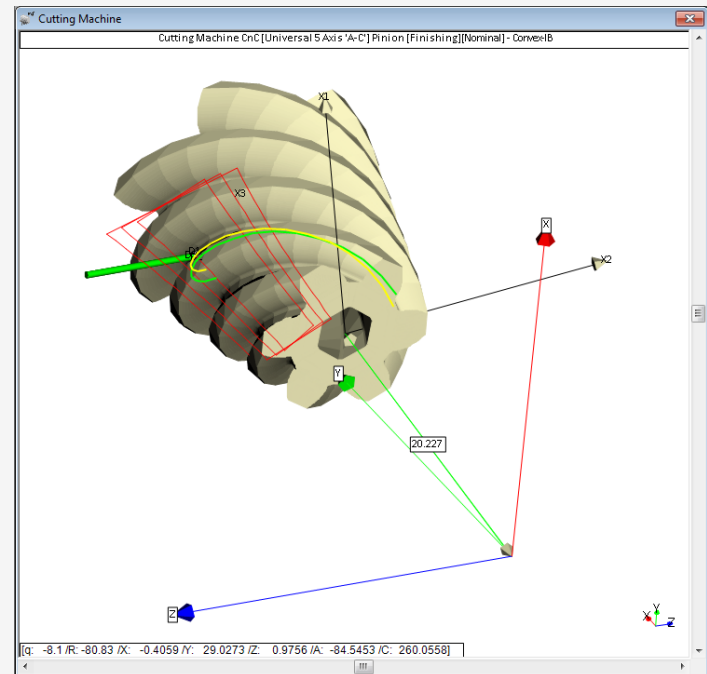 Cutting Machine
Cutting Machine CnC [Universal 5 Axis 'A-C'] Pinion [Finishing][Nominal] - Convex-IB
X1
X3
X
X2
Y
20.227
Z
X Y Z
[q: -8.1 /R: -80.83 /X: -0.4059 /Y: 29.0273 /Z: 0.9756 /A: -84.5453 /C: 260.0558]